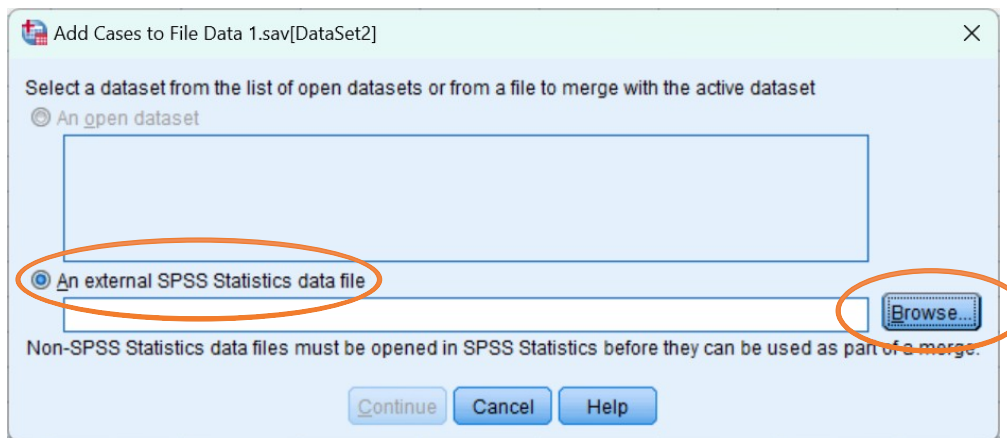 Add Cases to File Data 1.sav[DataSet2]
Select a dataset from the list of open datasets or from a file to merge with the active dataset
An open dataset
An external SPSS Statistics data file
Browse...
Non-SPSS Statistics data files must be opened in SPSS Statistics before they can be used as part of a merge.
Continue Cancel Help